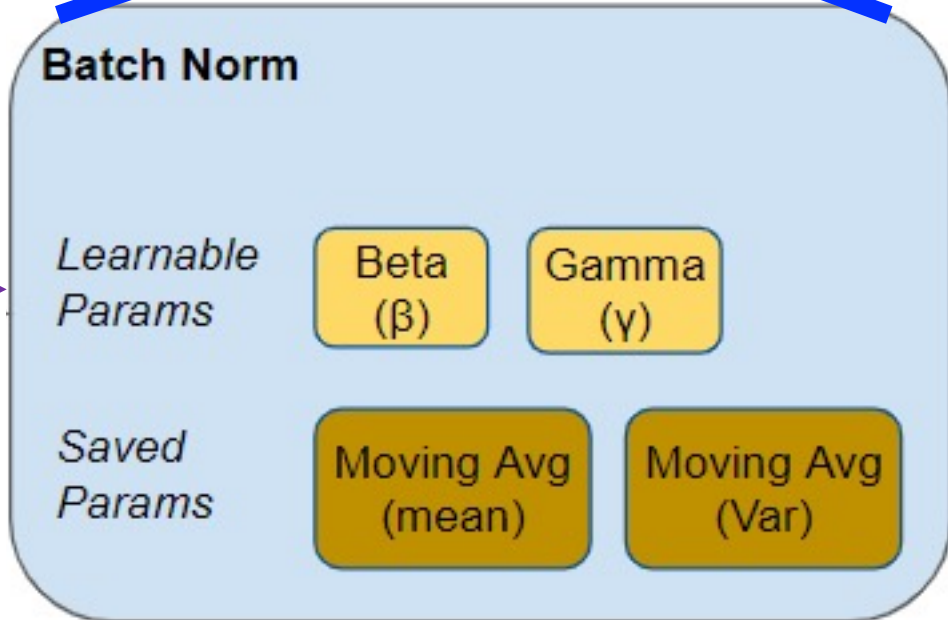 Batch Norm
Learnable
Params
Beta
(β)
Gamma
(γ)
Saved
Params
Moving Avg
(mean)
Moving Avg
(Var)